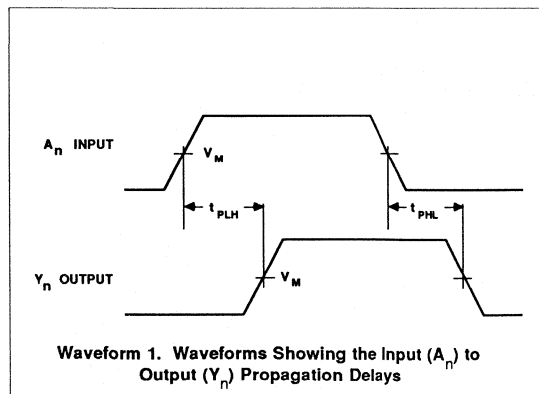 Aₙ INPUT
V_M
t_PLH
t_PHL
Yₙ OUTPUT
V_M
Waveform 1. Waveforms Showing the Input (Aₙ) to
Output (Yₙ) Propagation Delays